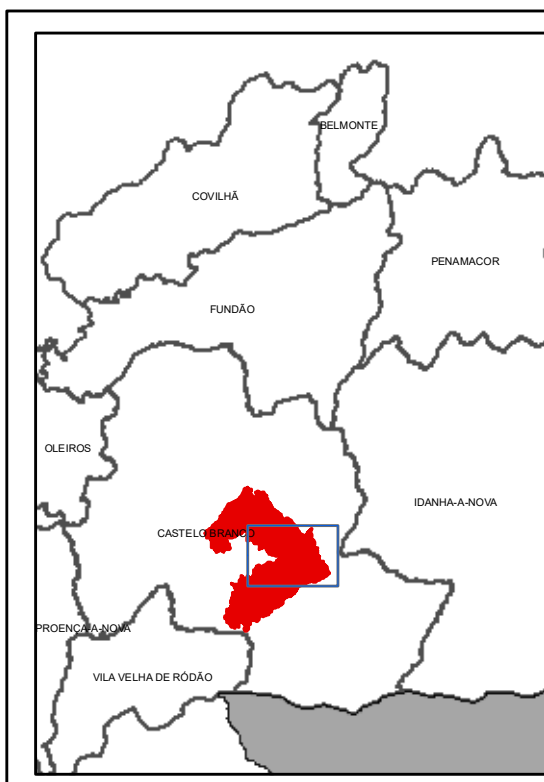 BELMONTE
COVILHÃ
PENAMACOR
FUNDÃO
OLEIROS
IDANHA-A-NOVA
CASTELO BRANCO
PROENÇA-A-NOVA
VILA VELHA DE RÓDÃO